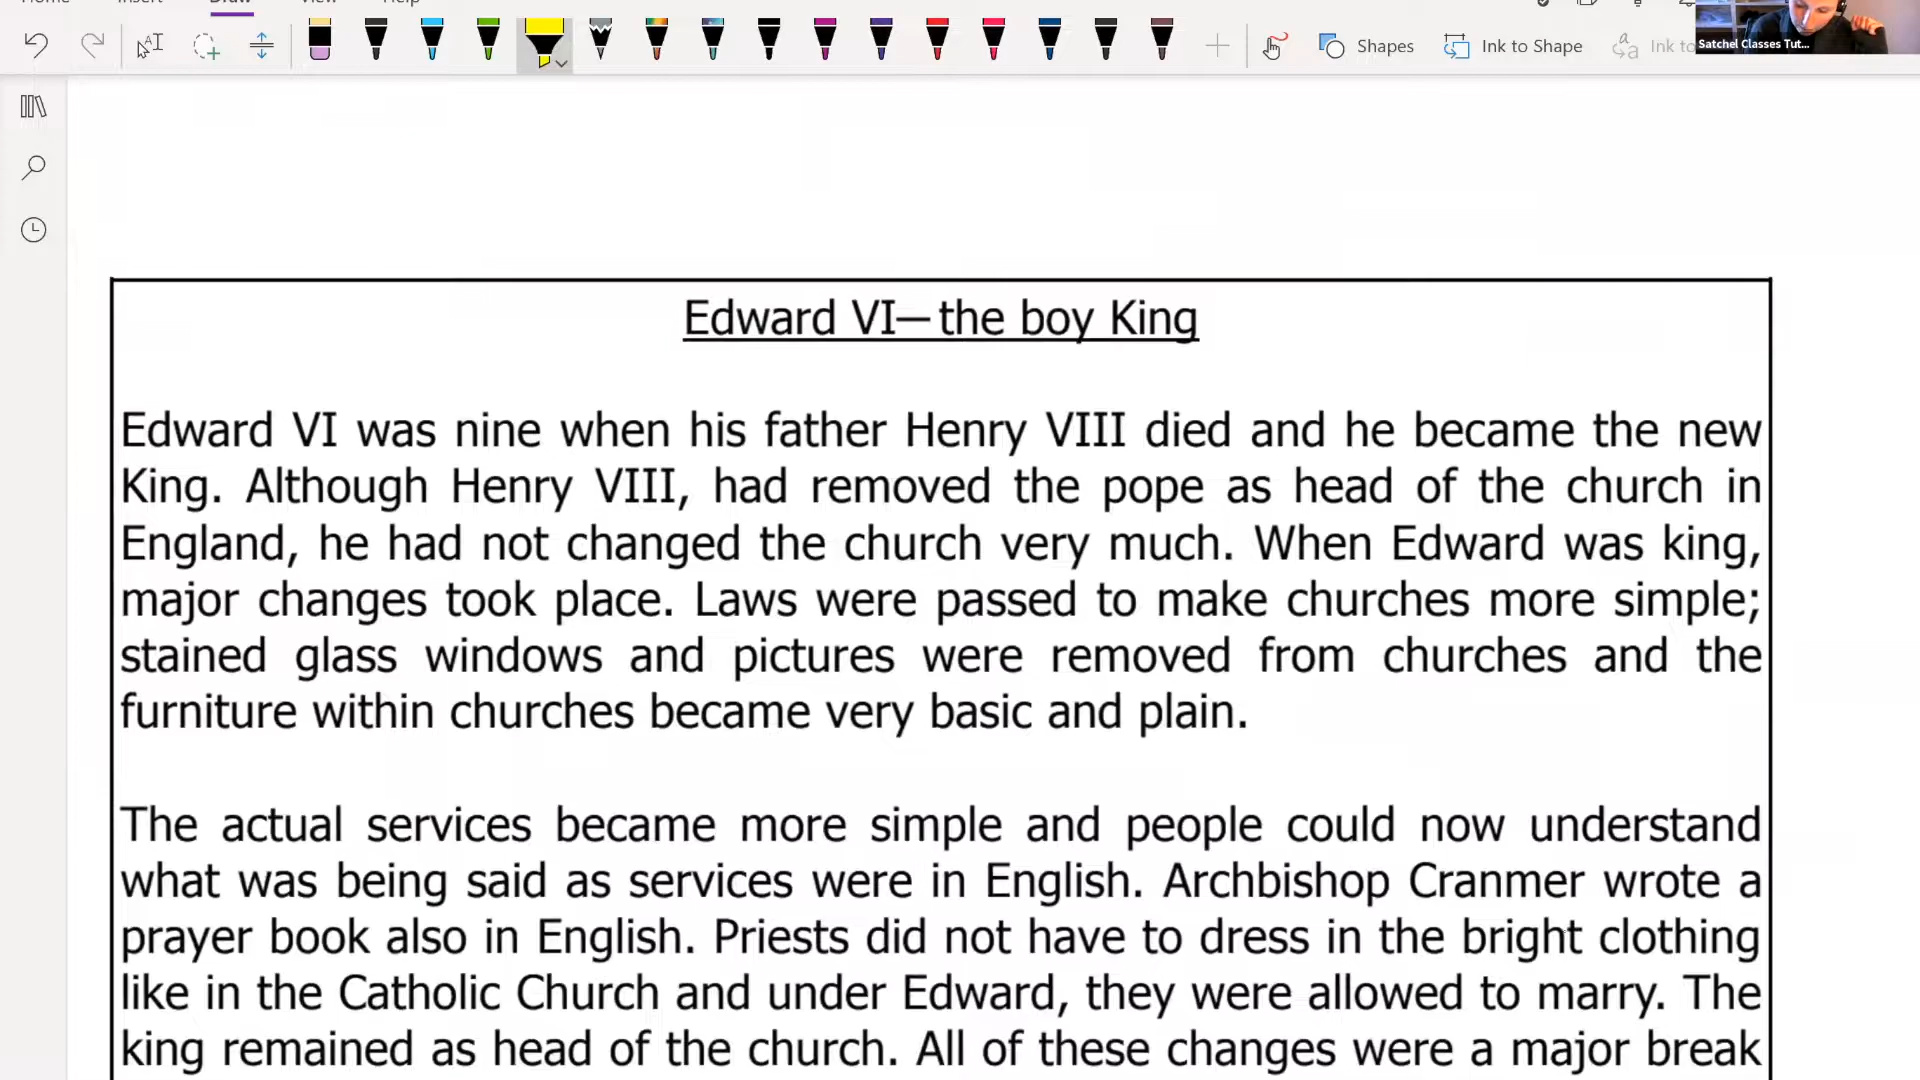 Home Insert Draw View Help
Shapes
Ink to Shape
Ink to
Satchel Classes Tut...
Edward VI— the boy King
Edward VI was nine when his father Henry VIII died and he became the new
King. Although Henry VIII, had removed the pope as head of the church in
England, he had not changed the church very much. When Edward was king,
major changes took place. Laws were passed to make churches more simple;
stained glass windows and pictures were removed from churches and the
furniture within churches became very basic and plain.
The actual services became more simple and people could now understand
what was being said as services were in English. Archbishop Cranmer wrote a
prayer book also in English. Priests did not have to dress in the bright clothing
like in the Catholic Church and under Edward, they were allowed to marry. The
king remained as head of the church. All of these changes were a major break